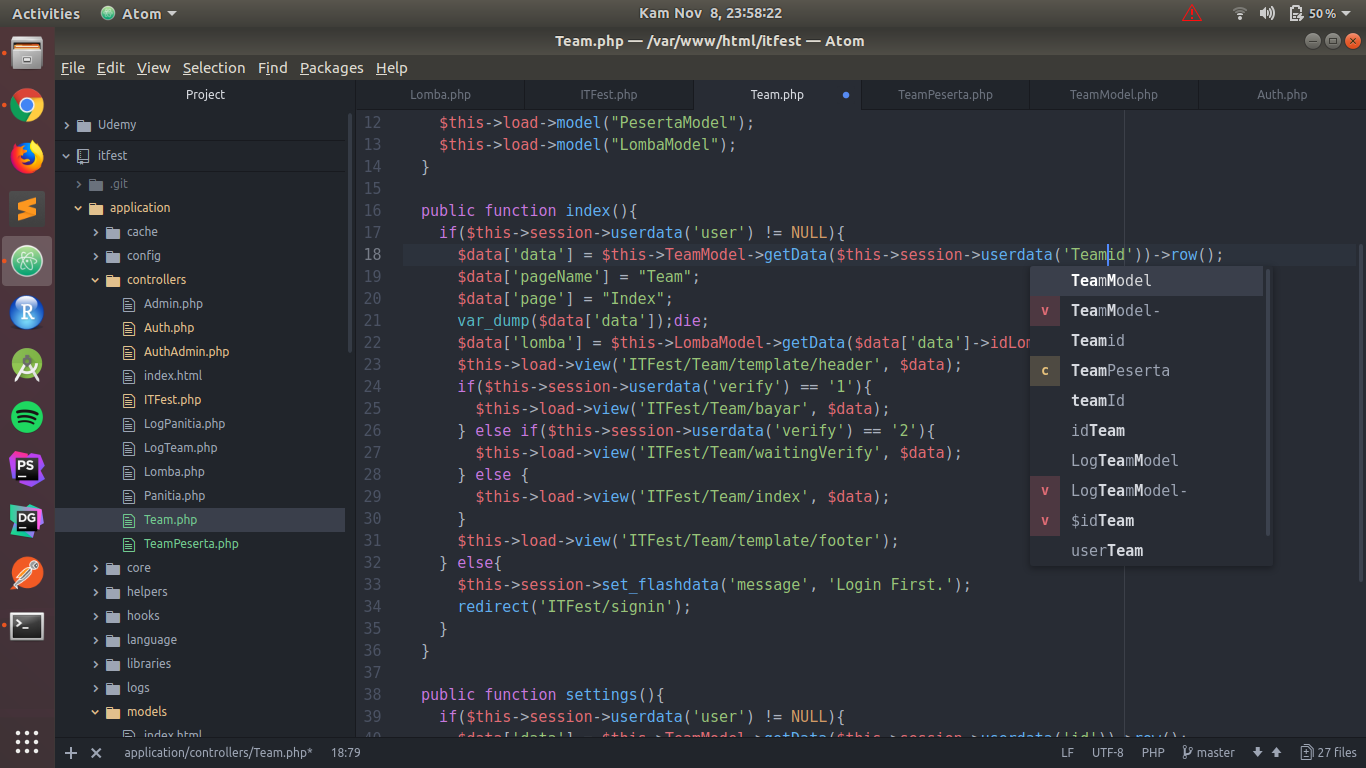 Activities Atom Kam Nov 8, 23:58:22 50%
Team.php — /var/www/html/itfest — Atom
File Edit View Selection Find Packages Help
Project
Udemy
itfest
.git
application
cache
config
controllers
Admin.php
Auth.php
AuthAdmin.php
index.html
ITFest.php
LogPanitia.php
LogTeam.php
Lomba.php
Panitia.php
Team.php
TeamPeserta.php
core
helpers
hooks
language
libraries
logs
models
index.html
Lomba.php ITFest.php Team.php TeamPeserta.php TeamModel.php Auth.php
12 $this->load->model("PesertaModel");
13 $this->load->model("LombaModel");
14 }
15
16 public function index(){
17 if($this->session->userdata('user') != NULL){
18 $data['data'] = $this->TeamModel->getData($this->session->userdata('Teamid'))->row();
19 $data['pageName'] = "Team";
20 $data['page'] = "Index";
21 var_dump($data['data']);die;
22 $data['lomba'] = $this->LombaModel->getData($data['data']->idLom
23 $this->load->view('ITFest/Team/template/header', $data);
24 if($this->session->userdata('verify') == '1'){
25 $this->load->view('ITFest/Team/bayar', $data);
26 } else if($this->session->userdata('verify') == '2'){
27 $this->load->view('ITFest/Team/waitingVerify', $data);
28 } else {
29 $this->load->view('ITFest/Team/index', $data);
30 }
31 $this->load->view('ITFest/Team/template/footer');
32 } else{
33 $this->session->set_flashdata('message', 'Login First.');
34 redirect('ITFest/signin');
35 }
36 }
37
38 public function settings(){
39 if($this->session->userdata('user') != NULL){
40 $data['data'] = $this->TeamModel->getData($this->session->userdata('id'))->row();
TeamModel
v TeamModel-
Teamid
c TeamPeserta
teamId
idTeam
LogTeamModel
v LogTeamModel-
v $idTeam
userTeam
PS
DG
R
application/controllers/Team.php* 18:79 LF UTF-8 PHP master 27 files